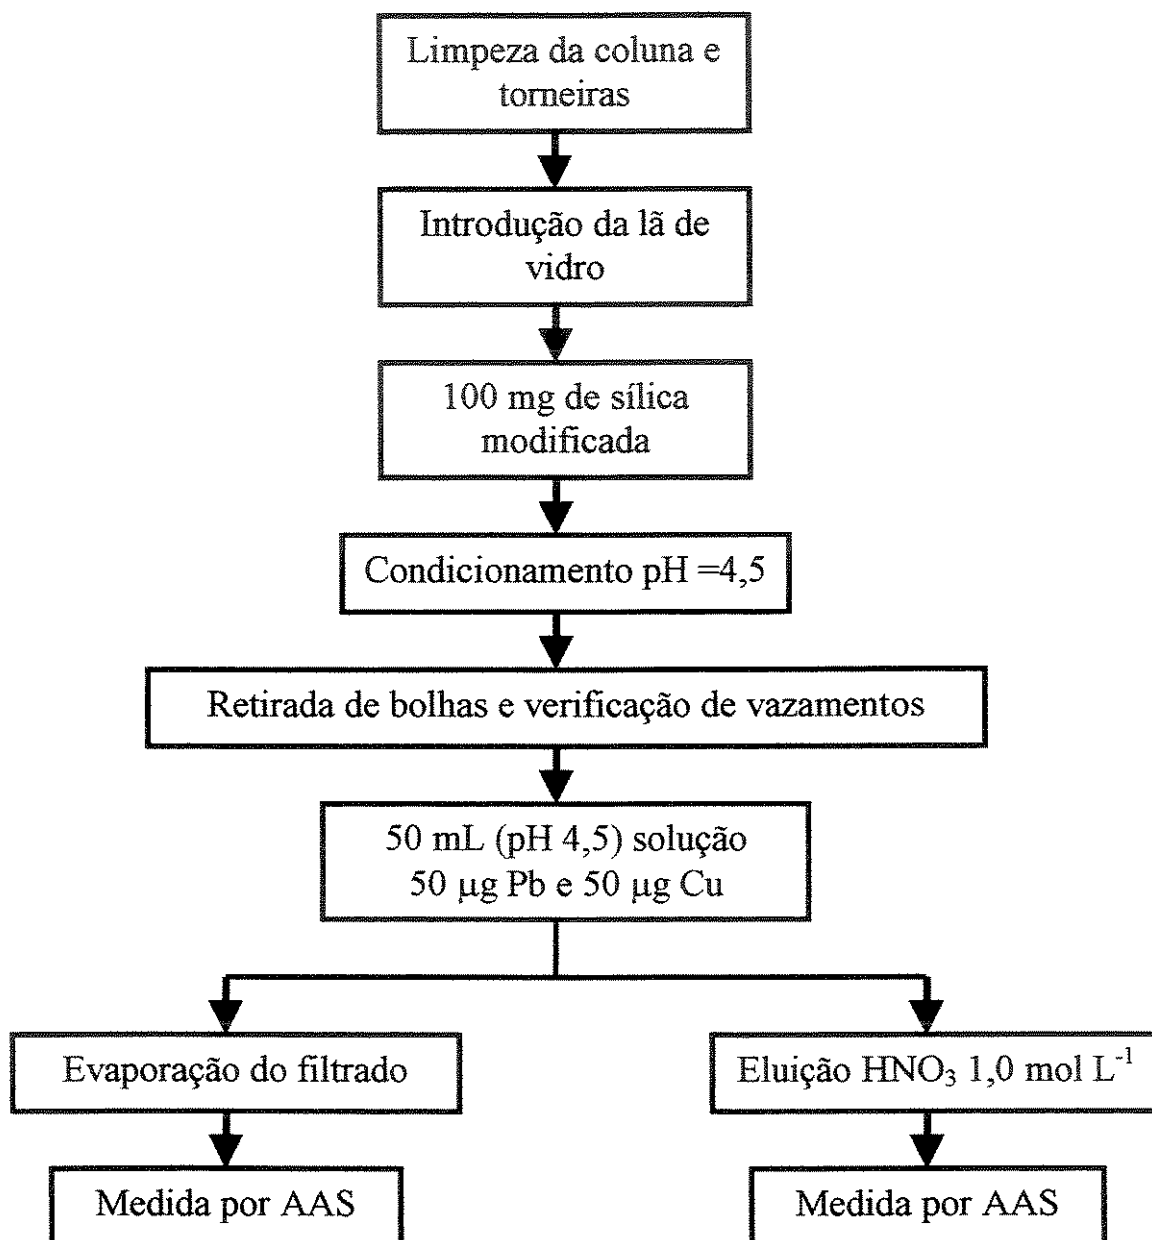 Limpeza da coluna e
torneiras
Introdução da lã de
vidro
100 mg de sílica
modificada
Condicionamento pH =4,5
Retirada de bolhas e verificação de vazamentos
50 mL (pH 4,5) solução
50 µg Pb e 50 µg Cu
Evaporação do filtrado
Eluição HNO₃ 1,0 mol L⁻¹
Medida por AAS
Medida por AAS